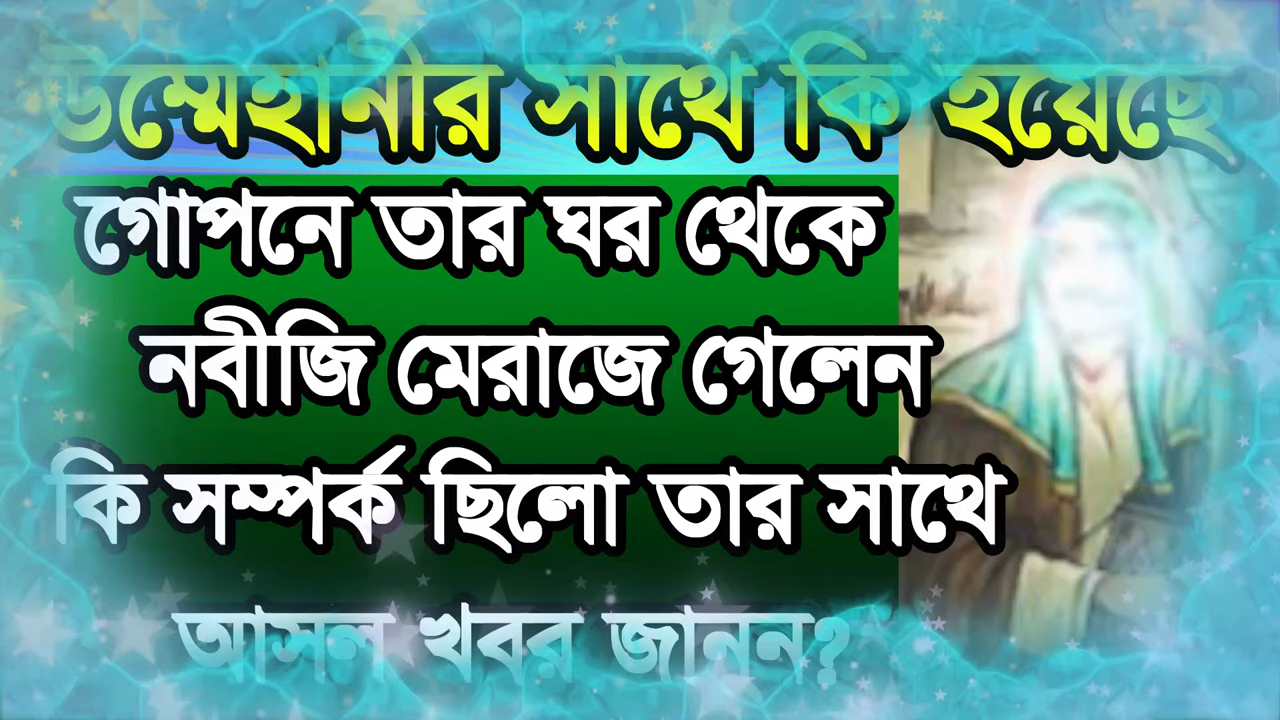 উম্মেহানীর সাথে কি হয়েছে
গোপনে তার ঘর থেকে
নবীজি মেরাজে গেলেন
কি সম্পর্ক ছিলো তার সাথে
আসল খবর জানুন?